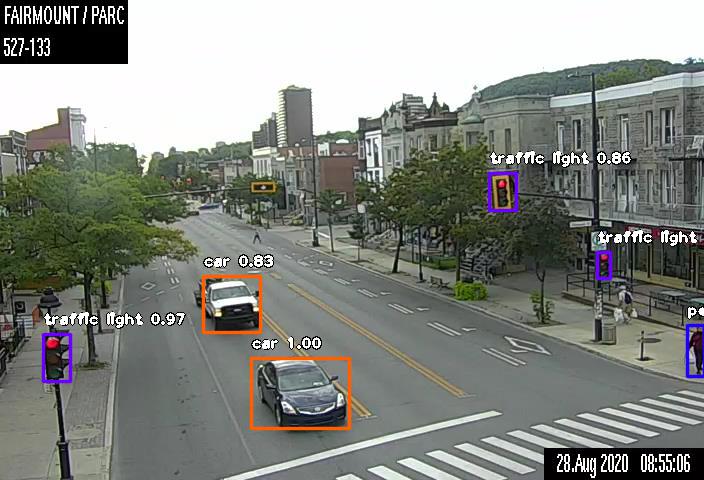 FAIRMOUNT / PARC
527-133
traffic light 0.86
traffic light
car 0.83
pe
traffic light 0.97
car 1.00
28.Aug 2020 08:55:06